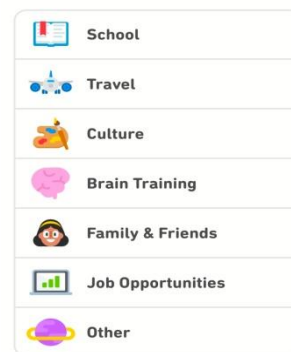 School
Travel
Culture
Brain Training
Family & Friends
Job Opportunities
Other